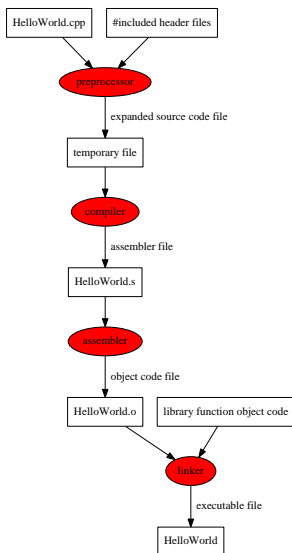 HelloWorld.cpp
#included header files
preprocessor
expanded source code file
temporary file
compiler
assembler file
HelloWorld.s
assembler
object code file
HelloWorld.o
library function object code
linker
executable file
HelloWorld